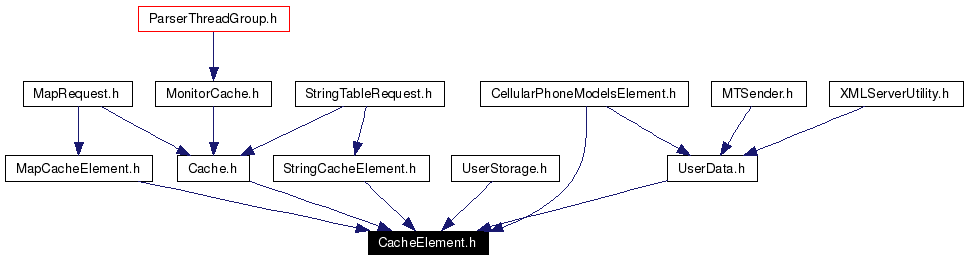 ParserThreadGroup.h
MapRequest.h
MonitorCache.h
StringTableRequest.h
CellularPhoneModelsElement.h
MTSender.h
XMLServerUtility.h
MapCacheElement.h
Cache.h
StringCacheElement.h
UserStorage.h
UserData.h
CacheElement.h